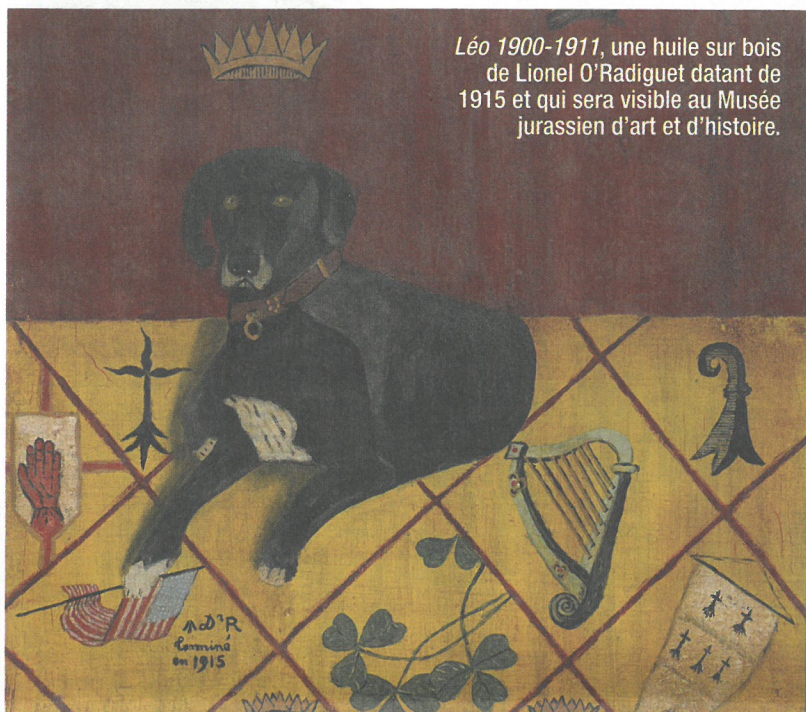 Léo 1900-1911, une huile sur bois
de Lionel O'Radiguet datant de
1915 et qui sera visible au Musée
jurassien d'art et d'histoire.
terminé
en 1915